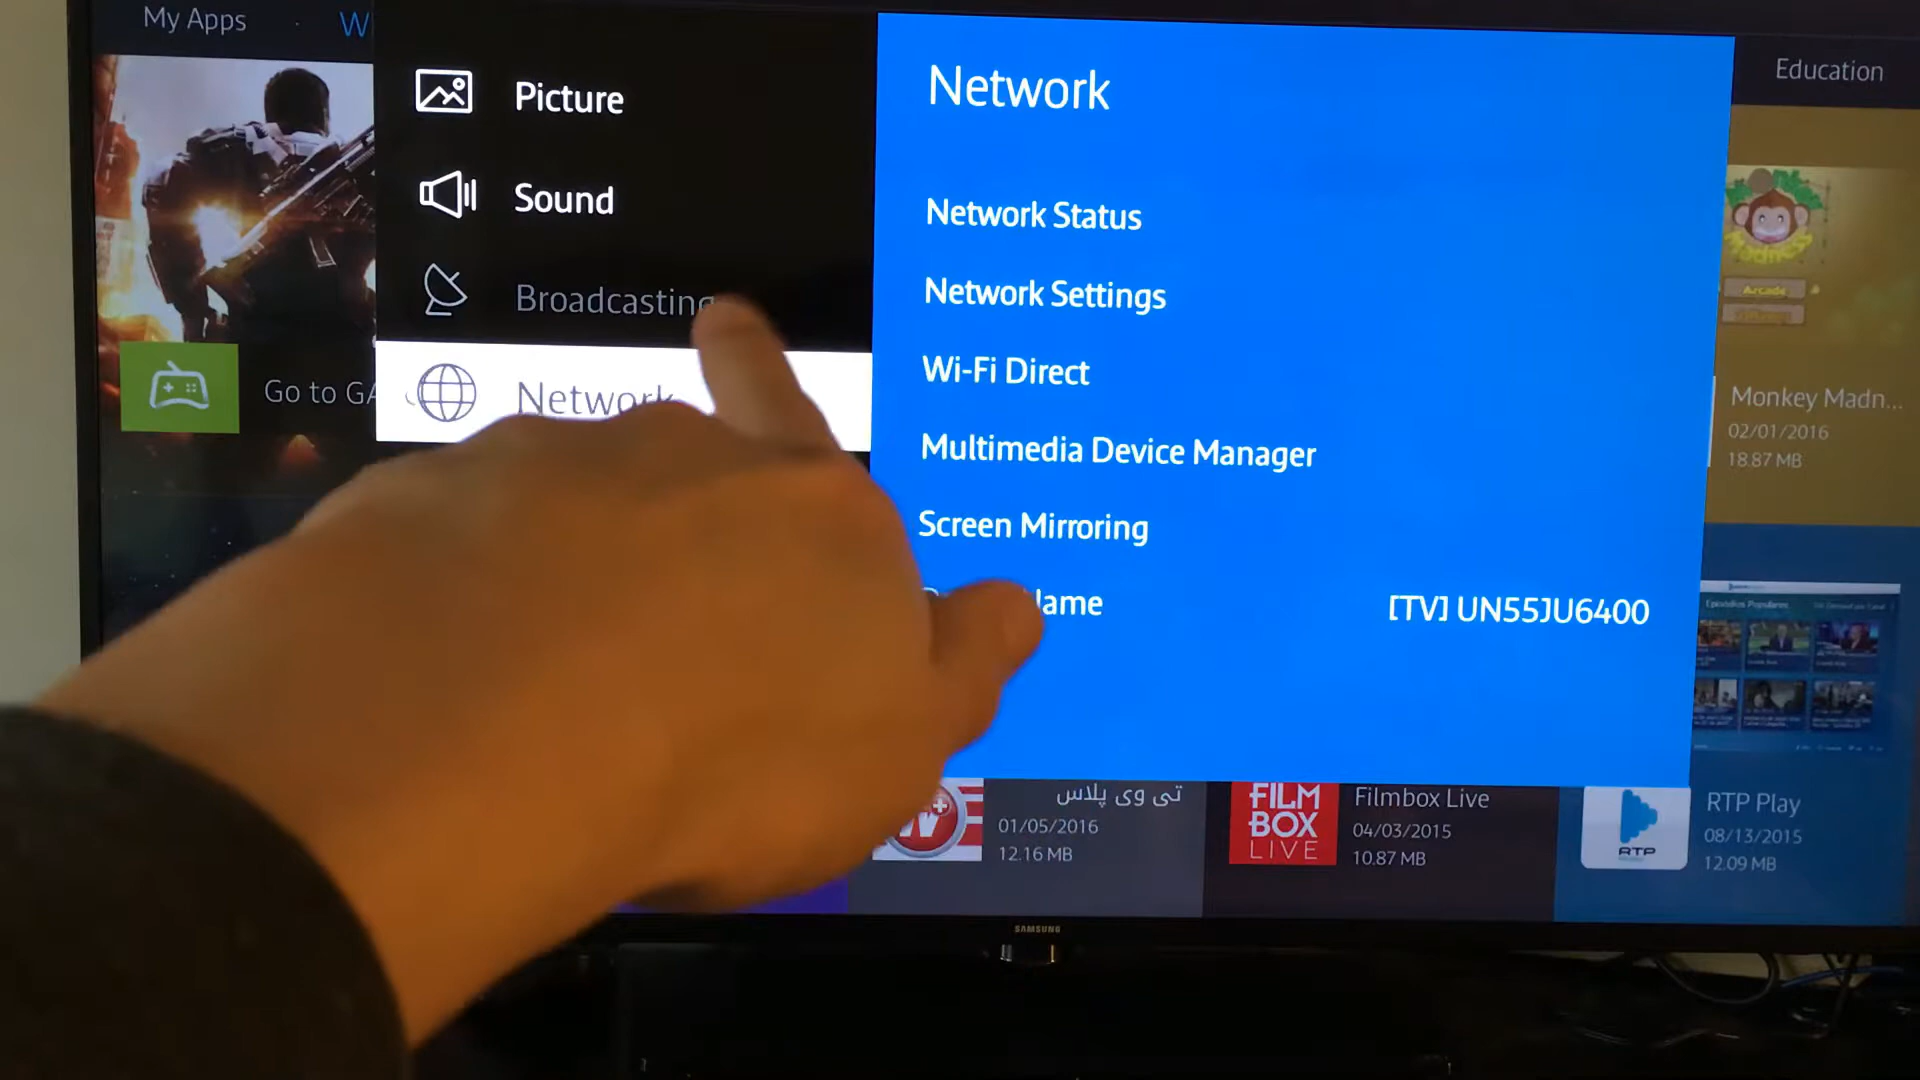 My Apps
Education
Picture
Sound
Broadcasting
Network
Go to GA
Network
Network Status
Network Settings
Wi-Fi Direct
Multimedia Device Manager
Screen Mirroring
[TV] UN55JU6400
Arcade
Monkey Madn...
02/01/2016
18.87 MB
تی وی پلاس
01/05/2016
12.16 MB
FILM
BOX
LIVE
Filmbox Live
04/03/2015
10.87 MB
RTP
RTP Play
08/13/2015
12.09 MB
SAMSUNG